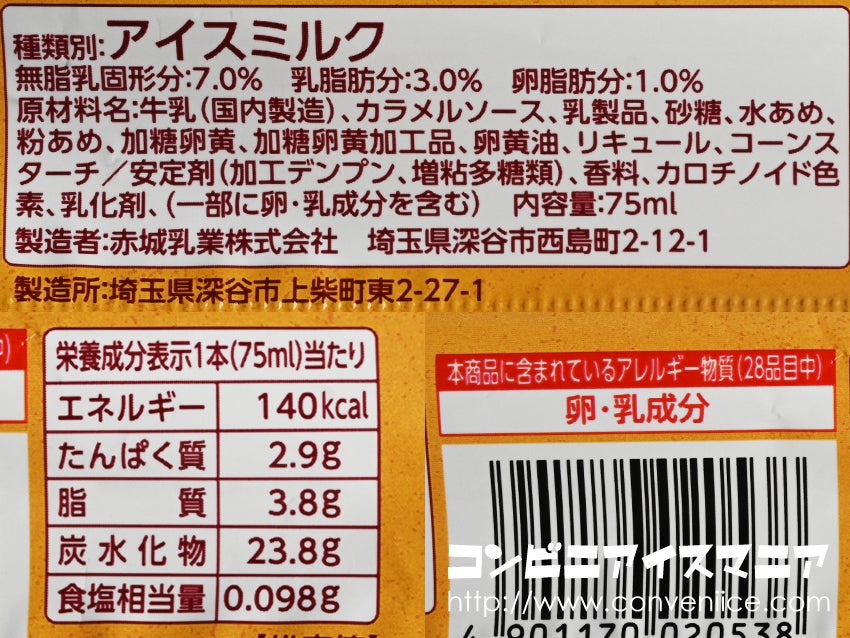 種類別:アイスミルク
無脂乳固形分:7.0% 乳脂肪分:3.0% 卵脂肪分:1.0%
原材料名:牛乳(国内製造)、カラメルソース、乳製品、砂糖、水あめ、
粉あめ、加糖卵黄、加糖卵黄加工品、卵黄油、リキュール、コーンス
ターチ/安定剤(加工デンプン、増粘多糖類)、香料、カロチノイド色
素、乳化剤、(一部に卵・乳成分を含む) 内容量:75ml
製造者:赤城乳業株式会社 埼玉県深谷市西島町2-12-1
製造所:埼玉県深谷市上柴町東2-27-1
栄養成分表示1本(75ml)当たり
エネルギー 140kcal
たんぱく質 2.9g
脂質 3.8g
炭水化物 23.8g
食塩相当量 0.098g
本商品に含まれているアレルギー物質(28品目中)
卵・乳成分
コンビニアイスマニア
http://www.conveniice.com
4 901170 020538